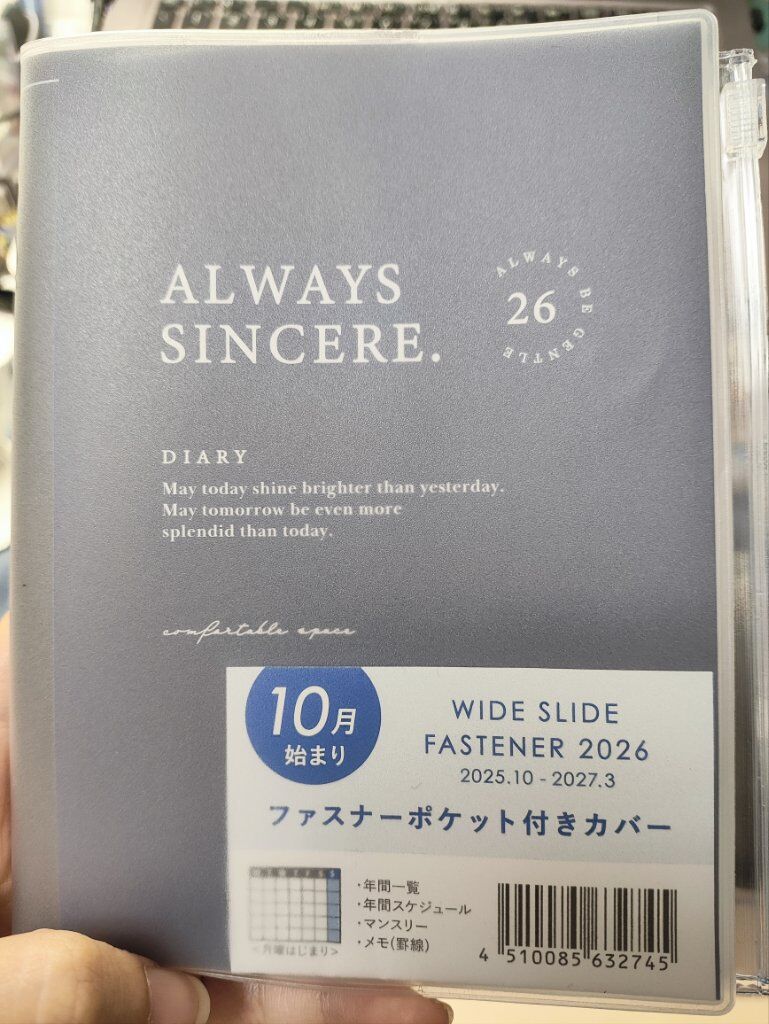 ALWAYS
SINCERE.
ALWAYS BE GENTLE
26
DIARY
May today shine brighter than yesterday.
May tomorrow be even more
splendid than today.
comfortable space
10月
始まり
WIDE SLIDE
FASTENER 2026
2025.10 - 2027.3
ファスナーポケット付きカバー
M T W T F S S
<月曜はじまり>
・年間一覧
・年間スケジュール
・マンスリー
・メモ(罫線)
4 510085 632745